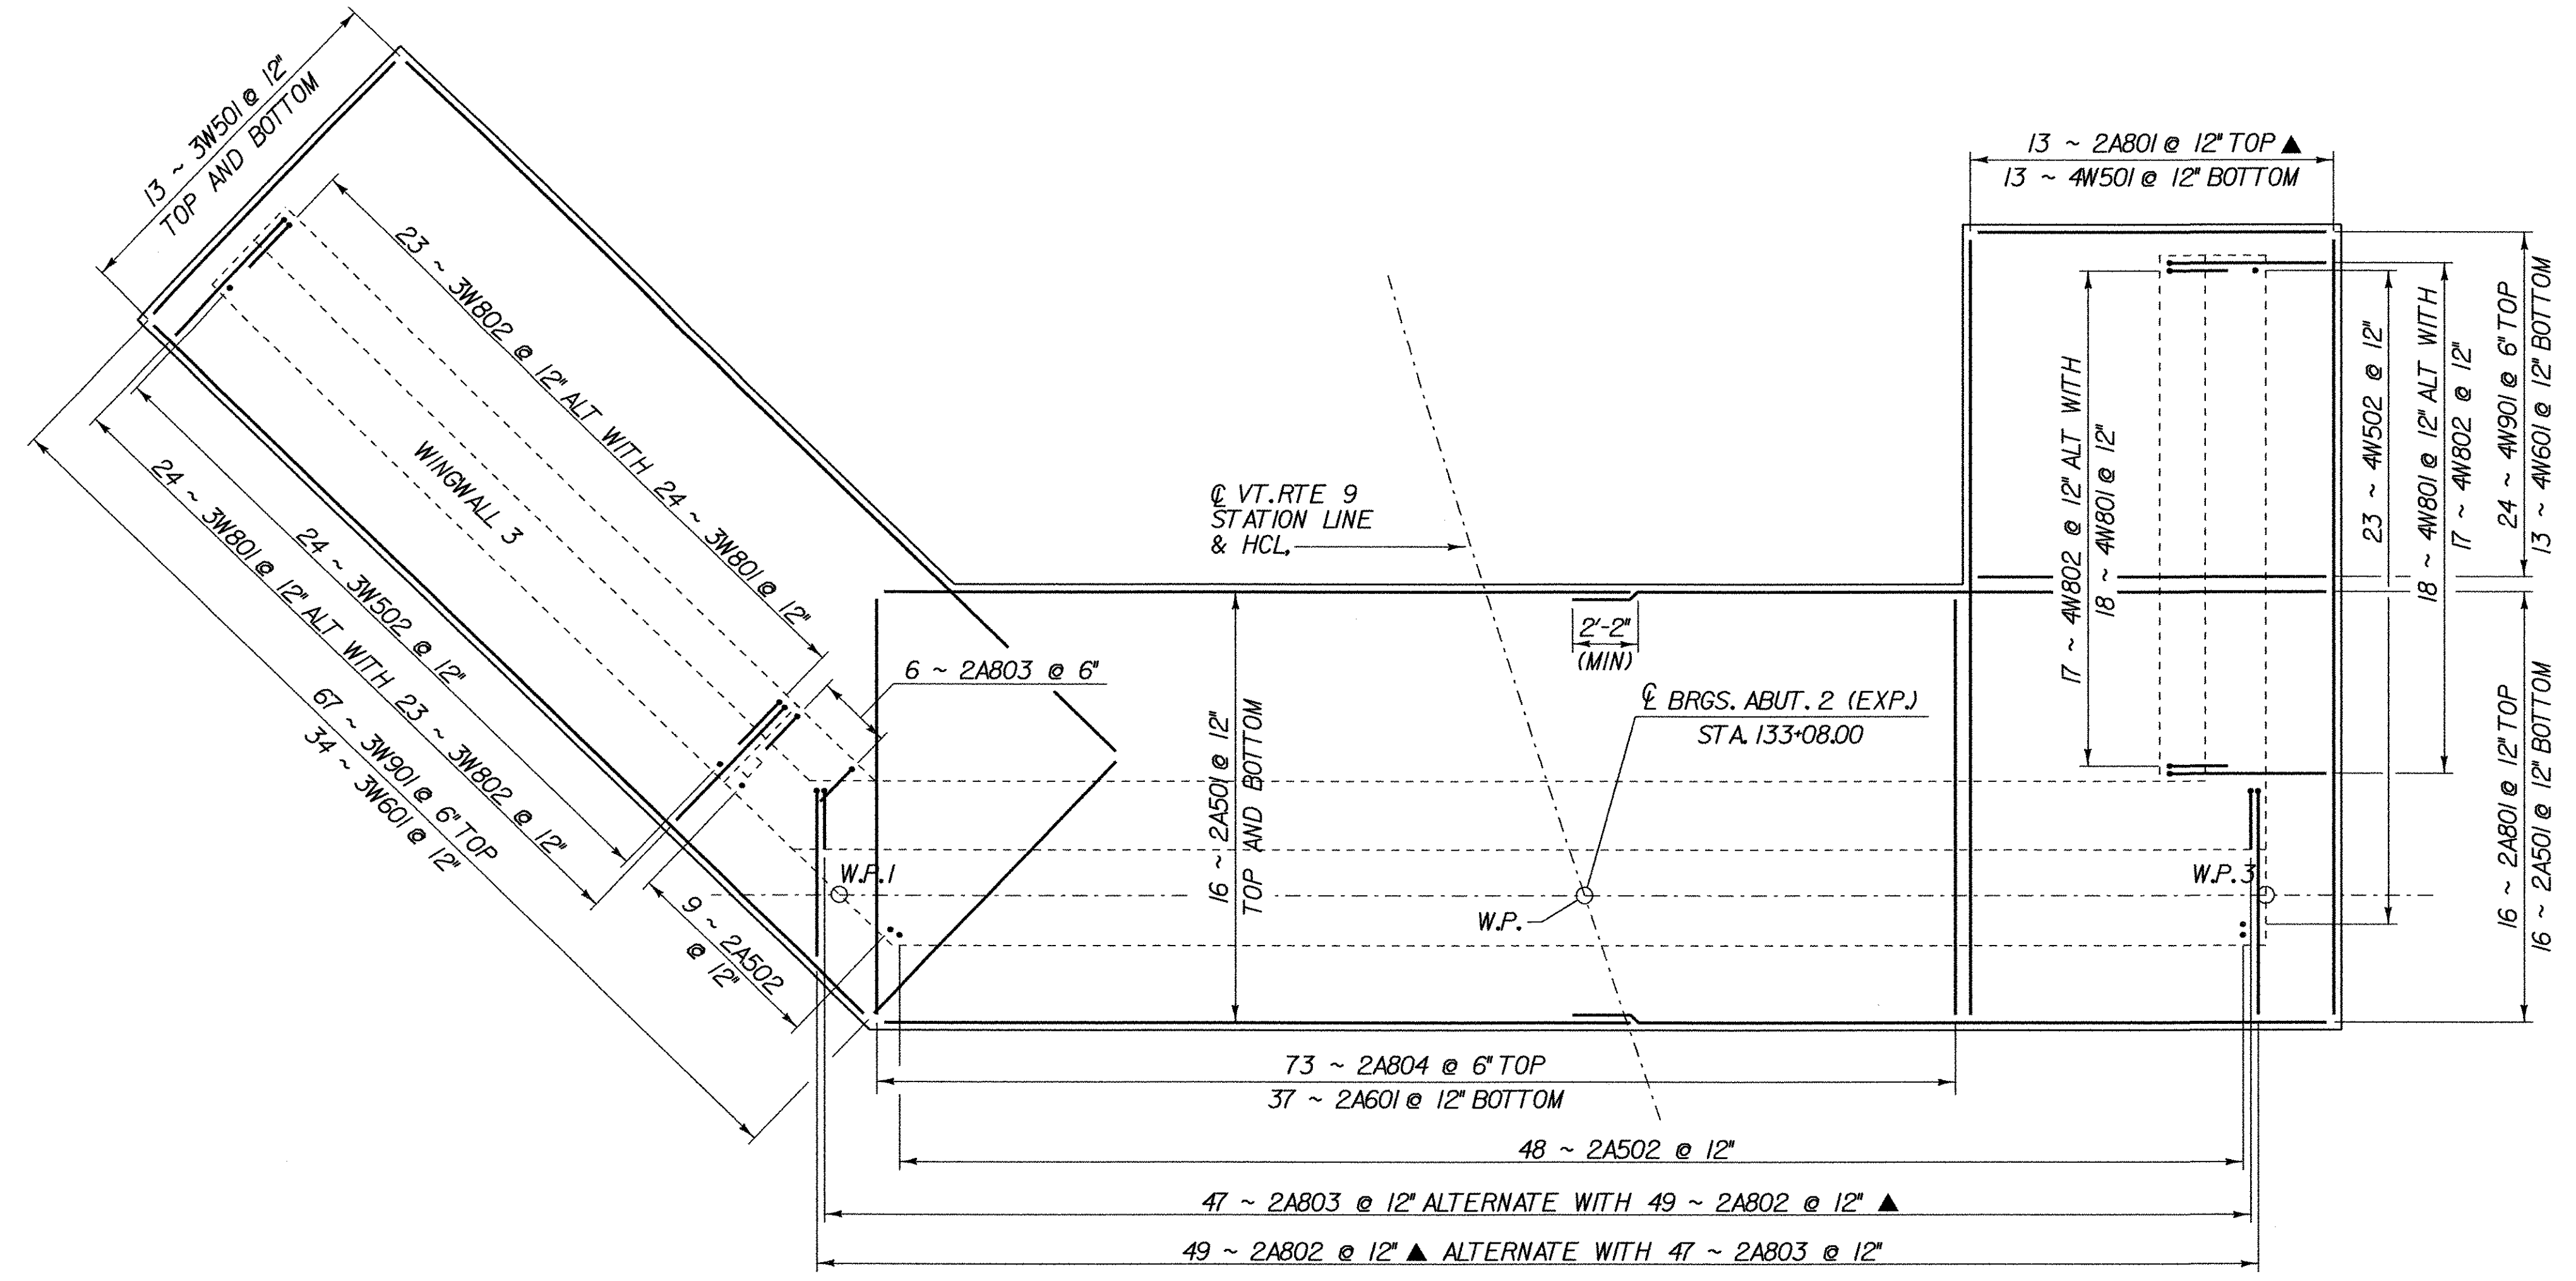 13 ~ 3W501 @ 12"
TOP AND BOTTOM
23 ~ 3W802 @ 12" ALT WITH 24 ~ 3W801 @ 12"
WINGWALL 3
24 ~ 3W502 @ 12"
24 ~ 3W801 @ 12" ALT WITH 23 ~ 3W802 @ 12"
67 ~ 3W901 @ 6" TOP
34 ~ 3W601 @ 12"
9 ~ 2A502
@ 12"
6 ~ 2A803 @ 6"
W.P.1
℄ VT.RTE 9
STATION LINE
& HCL,
16 ~ 2A501 @ 12"
TOP AND BOTTOM
2'-2"
(MIN)
℄ BRGS. ABUT. 2 (EXP.)
STA. 133+08.00
W.P.
W.P.3
13 ~ 2A801 @ 12" TOP ▲
13 ~ 4W501 @ 12" BOTTOM
17 ~ 4W802 @ 12" ALT WITH
18 ~ 4W801 @ 12"
23 ~ 4W502 @ 12"
18 ~ 4W801 @ 12" ALT WITH
17 ~ 4W802 @ 12"
24 ~ 4W901 @ 6" TOP
13 ~ 4W601 @ 12" BOTTOM
16 ~ 2A801 @ 12" TOP
16 ~ 2A501 @ 12" BOTTOM
73 ~ 2A804 @ 6" TOP
37 ~ 2A601 @ 12" BOTTOM
48 ~ 2A502 @ 12"
47 ~ 2A803 @ 12" ALTERNATE WITH 49 ~ 2A802 @ 12" ▲
49 ~ 2A802 @ 12" ▲ ALTERNATE WITH 47 ~ 2A803 @ 12"